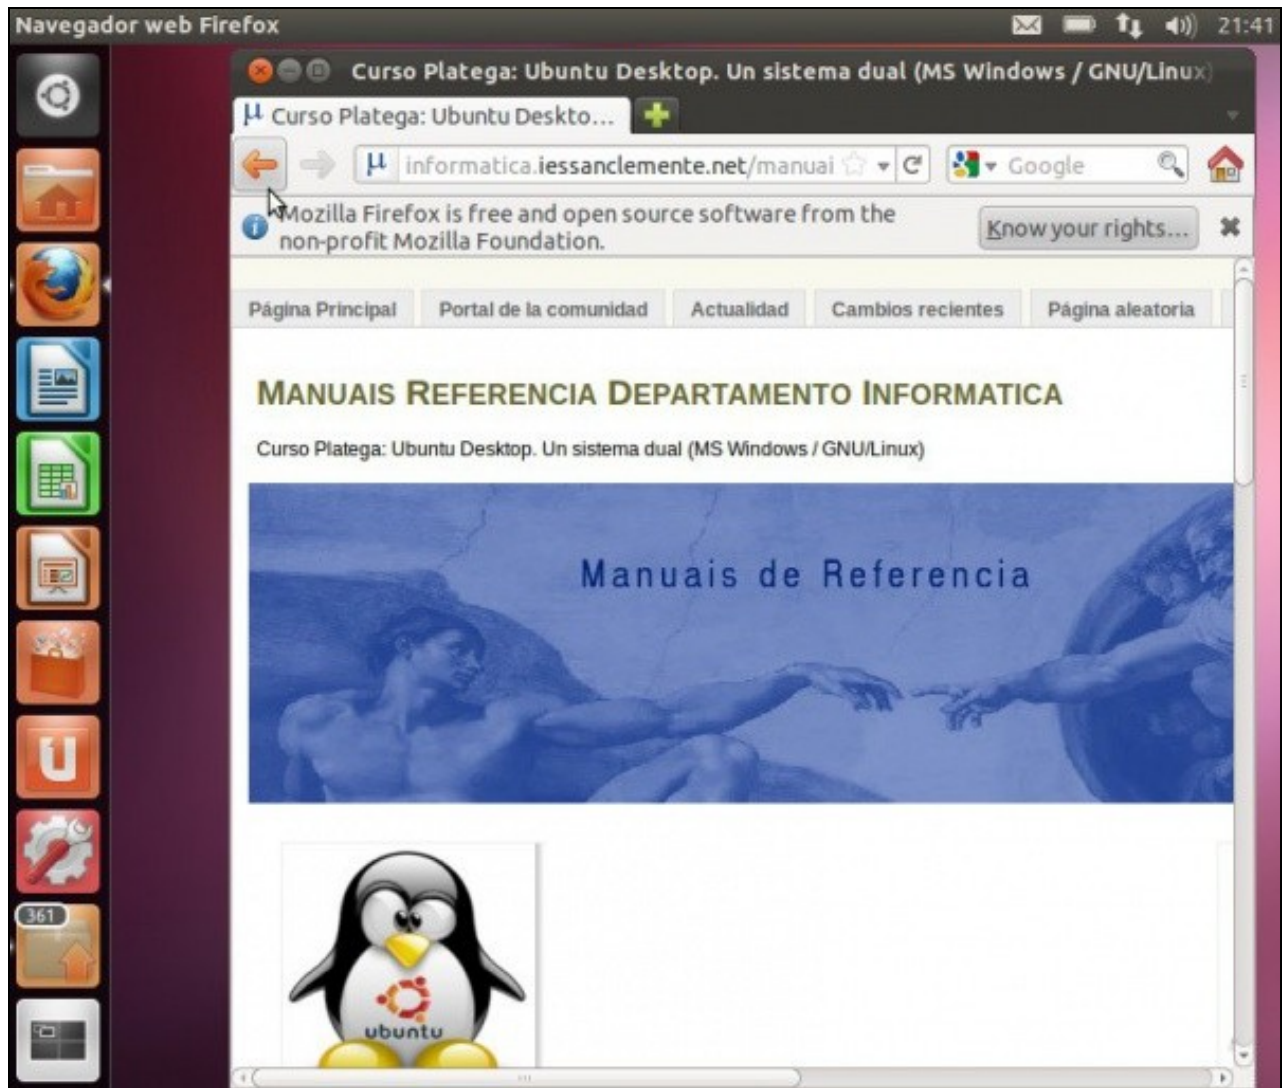 Navegador web Firefox 21:41
Curso Platega: Ubuntu Desktop. Un sistema dual (MS Windows / GNU/Linux)
µ Curso Platega: Ubuntu Deskto...
µ informatica.iessanclemente.net/manuai Google
Mozilla Firefox is free and open source software from the
non-profit Mozilla Foundation.
Know your rights...
Página Principal Portal de la comunidad Actualidad Cambios recientes Página aleatoria
MANUAIS REFERENCIA DEPARTAMENTO INFORMATICA
Curso Platega: Ubuntu Desktop. Un sistema dual (MS Windows / GNU/Linux)
Manuais de Referencia
U
361
ubuntu